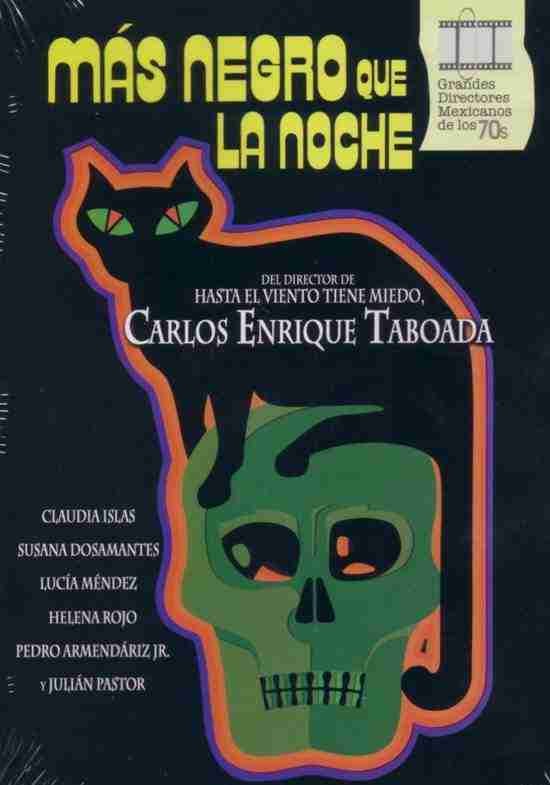 MÁS NEGRO QUE
LA NOCHE
Grandes
Directores
Mexicanos
de los 70s
DEL DIRECTOR DE
HASTA EL VIENTO TIENE MIEDO,
CARLOS ENRIQUE TABOADA
CLAUDIA ISLAS
SUSANA DOSAMANTES
LUCÍA MÉNDEZ
HELENA ROJO
PEDRO ARMENDÁRIZ JR.
Y JULIÁN PASTOR